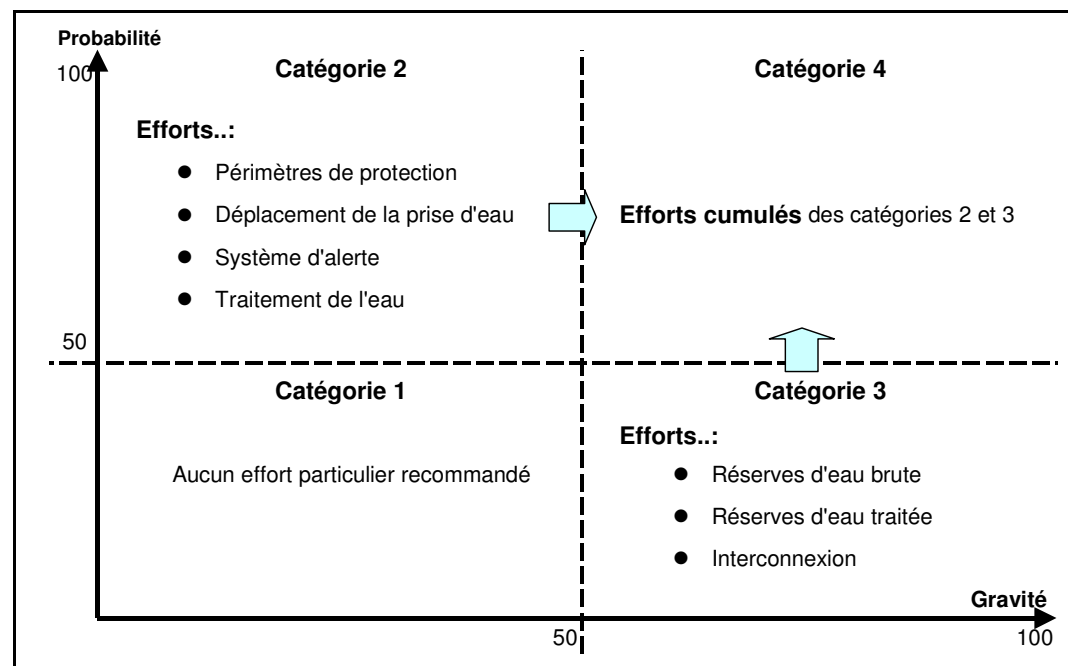 Probabilité
100
Catégorie 2
Catégorie 4
Efforts..:
● Périmètres de protection
● Déplacement de la prise d'eau
● Système d'alerte
● Traitement de l'eau
Efforts cumulés des catégories 2 et 3
50
Catégorie 1
Catégorie 3
Aucun effort particulier recommandé
Efforts..:
● Réserves d'eau brute
● Réserves d'eau traitée
● Interconnexion
Gravité
50
100